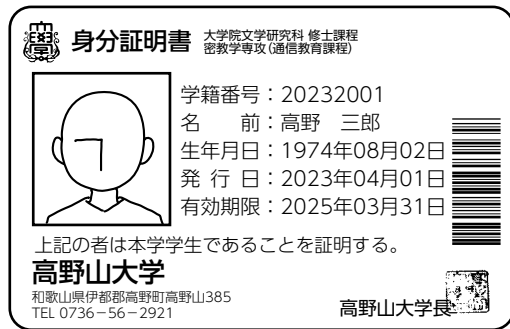 身分証明書
大学院文学研究科 修士課程
密教学専攻(通信教育課程)
学籍番号：20232001
名　　前：高野　三郎
生年月日：1974年08月02日
発 行 日：2023年04月01日
有効期限：2025年03月31日
上記の者は本学学生であることを証明する。
高野山大学
和歌山県伊都郡高野町高野山385
TEL 0736－56－2921
高野山大学長